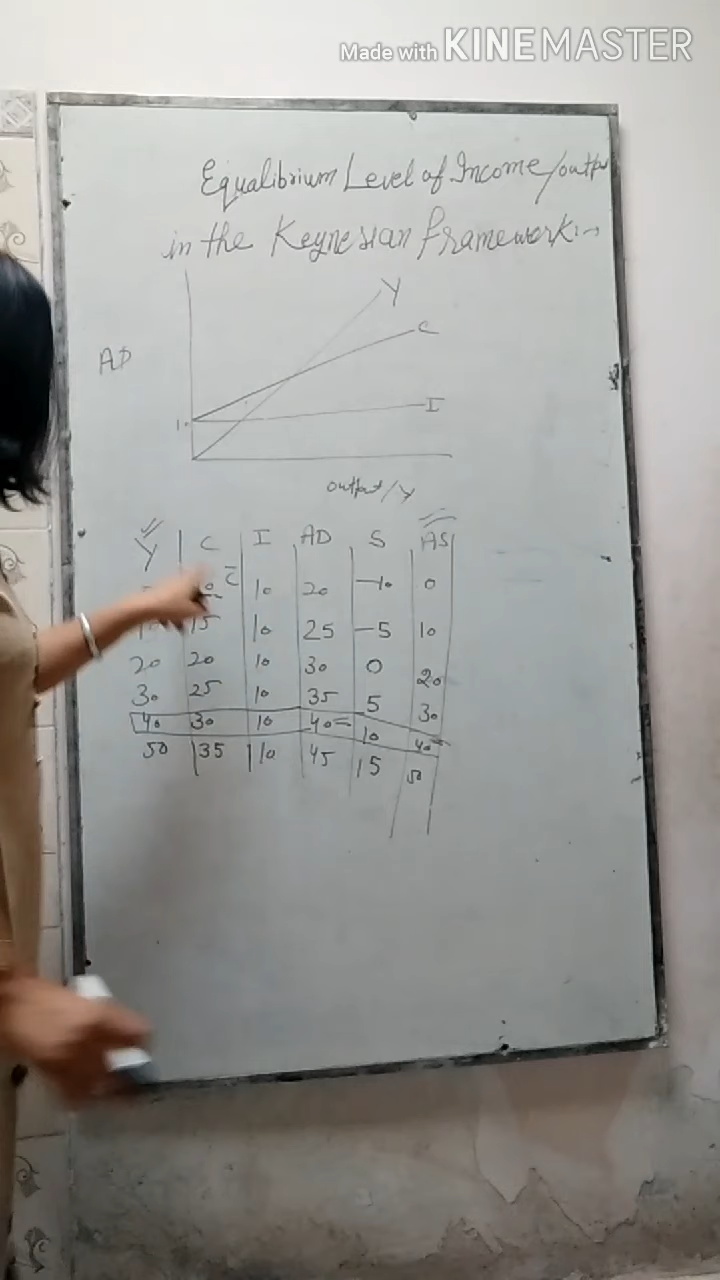 Made with KINEMASTER
Equalibrium Level of Income/outpu
in the Keynesian framework:-
Y
C
AD
I
10
output/Y
Y C I AD S AS
10 C̅ 10 20 -10 0
15 10 25 -5 10
20 20 10 30 0 20
30 25 10 35 5 30
40 30 10 40= 10 40=
50 35 10 45 15 50